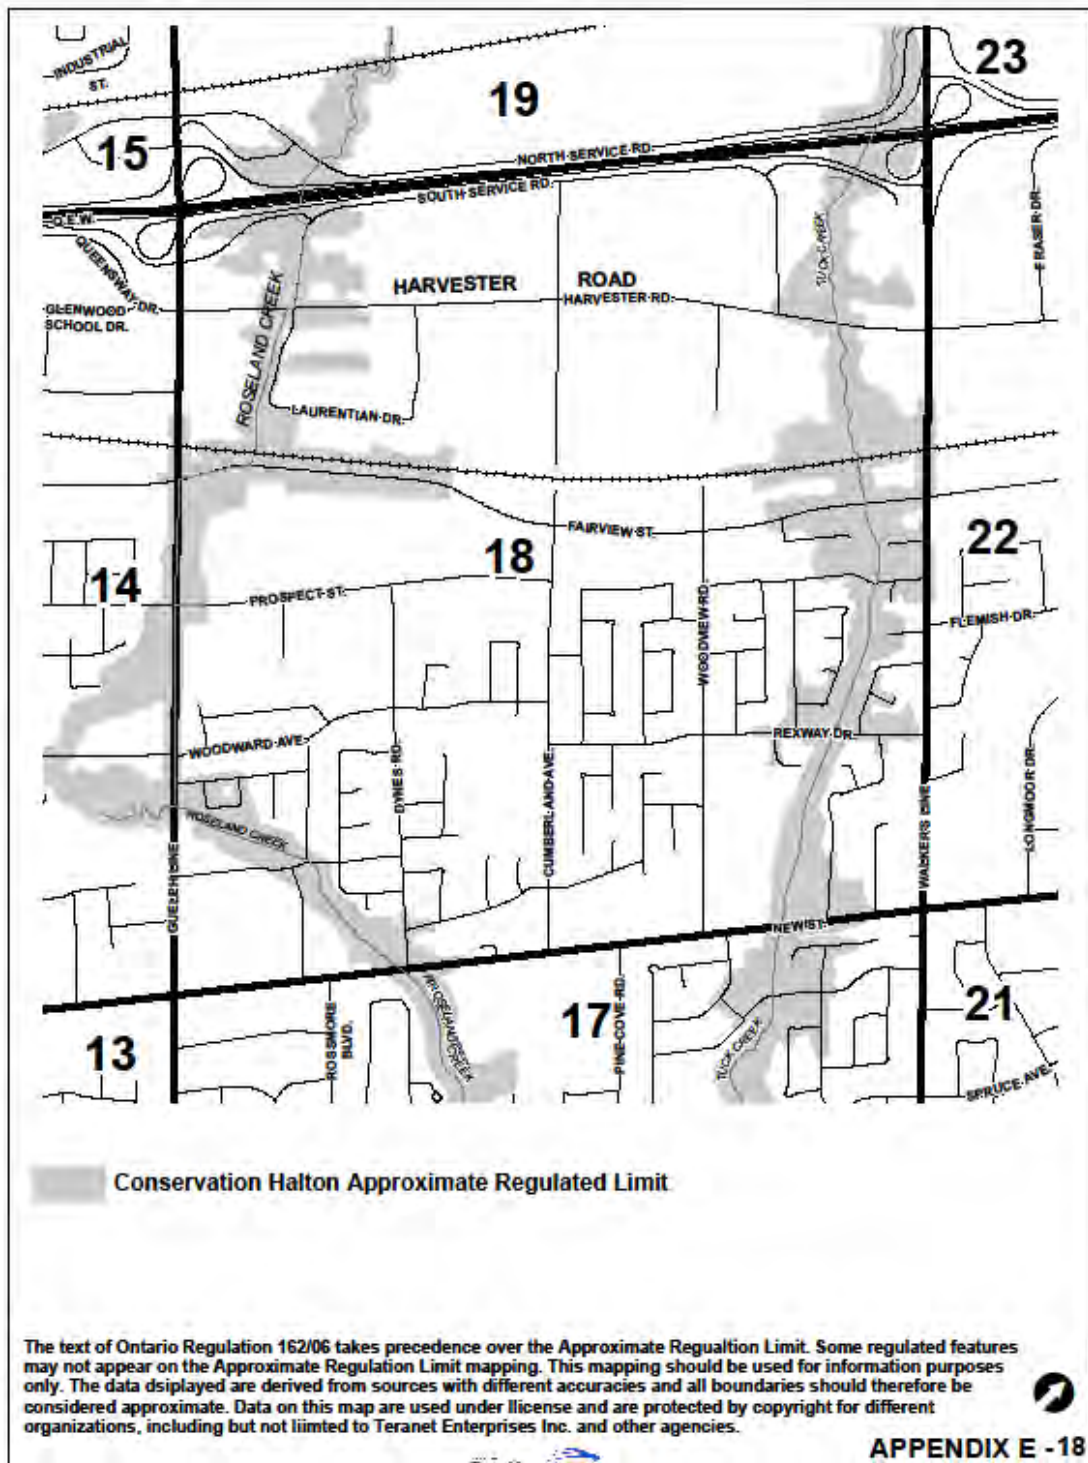 INDUSTRIAL
ST.
23
19
15
NORTH SERVICE RD.
SOUTH SERVICE RD.
Q.E.W.
QUEENSWAY DR.
TUCK CREEK
FRASER DR.
HARVESTER ROAD
HARVESTER RD.
GLENWOOD
SCHOOL DR.
ROSELAND CREEK
LAURENTIAN DR.
FAIRVIEW ST.
18
22
14
PROSPECT ST.
WOODVIEW RD.
FLEMISH DR.
WOODWARD AVE.
DYNES RD.
REXWAY DR.
CUMBERLAND AVE.
LONGMOOR DR.
WALKERS LINE
ROSELAND CREEK
GUELPH LINE
NEW ST.
ROSELAND CREEK
ROSSMORE
BLVD.
17
PINE COVE RD.
TUCK CREEK
21
13
SPRUCE AVE.
Conservation Halton Approximate Regulated Limit
The text of Ontario Regulation 162/06 takes precedence over the Approximate Regualtion Limit. Some regulated features
may not appear on the Approximate Regulation Limit mapping. This mapping should be used for information purposes
only. The data dsiplayed are derived from sources with different accuracies and all boundaries should therefore be
considered approximate. Data on this map are used under llicense and are protected by copyright for different
organizations, including but not liimted to Teranet Enterprises Inc. and other agencies.
APPENDIX E - 18